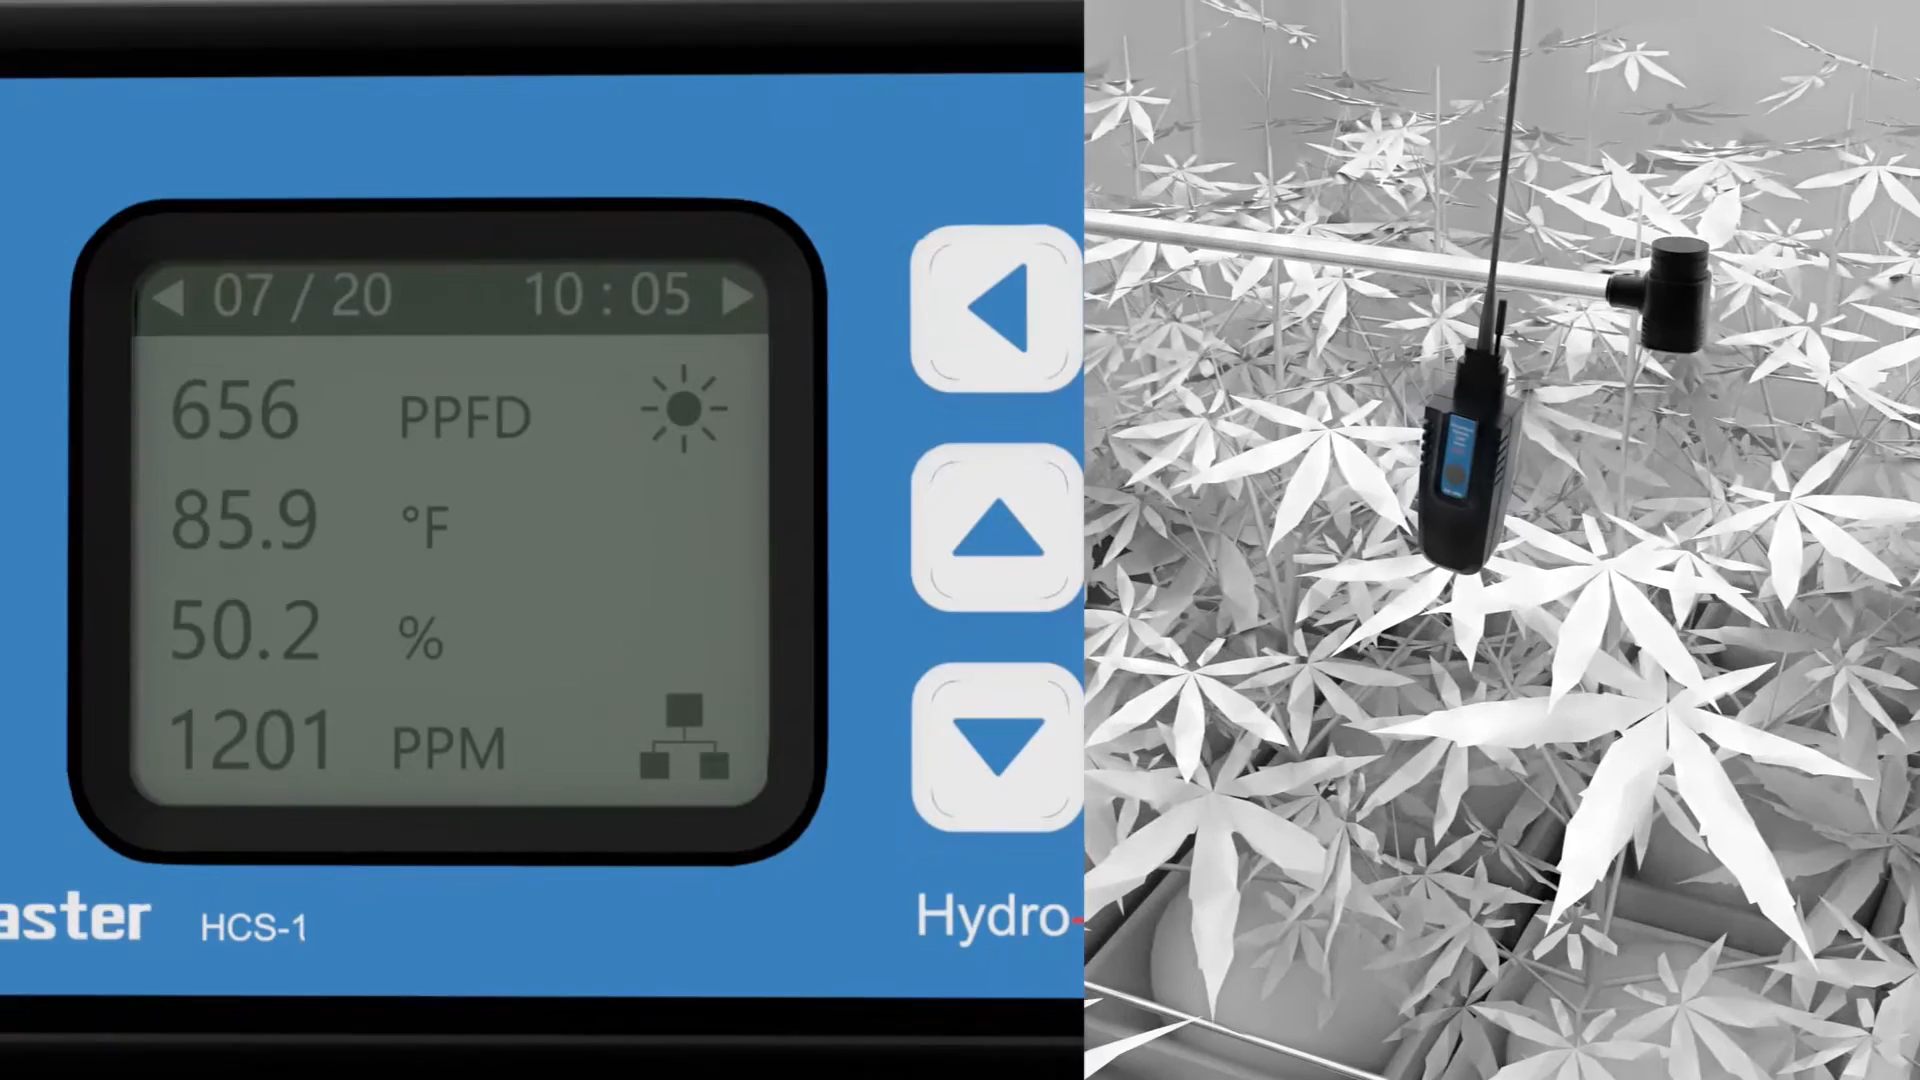 07 / 20 10 : 05
656 PPFD
85.9 °F
50.2 %
1201 PPM
aster HCS-1
Hydro-